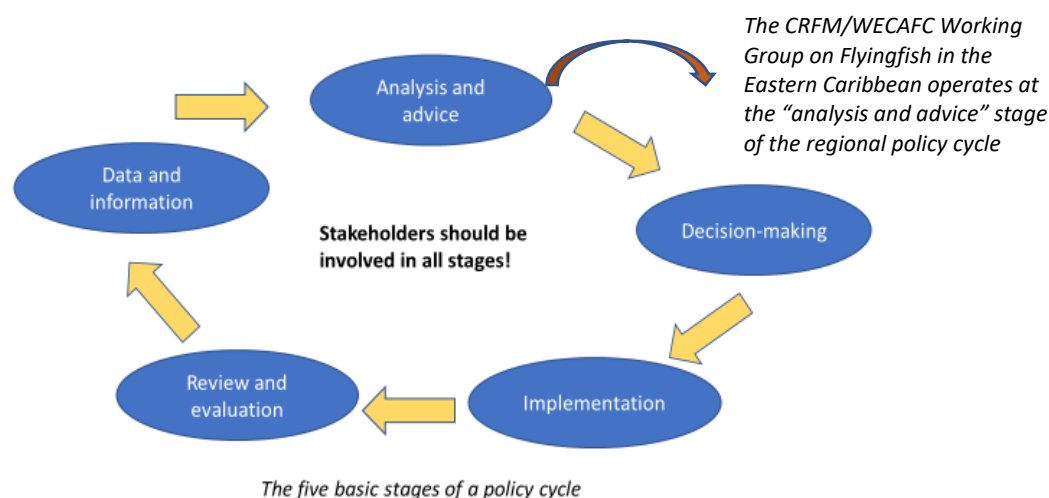 The CRFM/WECAFC Working
Group on Flyingfish in the
Eastern Caribbean operates at
the “analysis and advice” stage
of the regional policy cycle
Analysis and
advice
Data and
information
Decision-making
Stakeholders should be
involved in all stages!
Review and
evaluation
Implementation
The five basic stages of a policy cycle